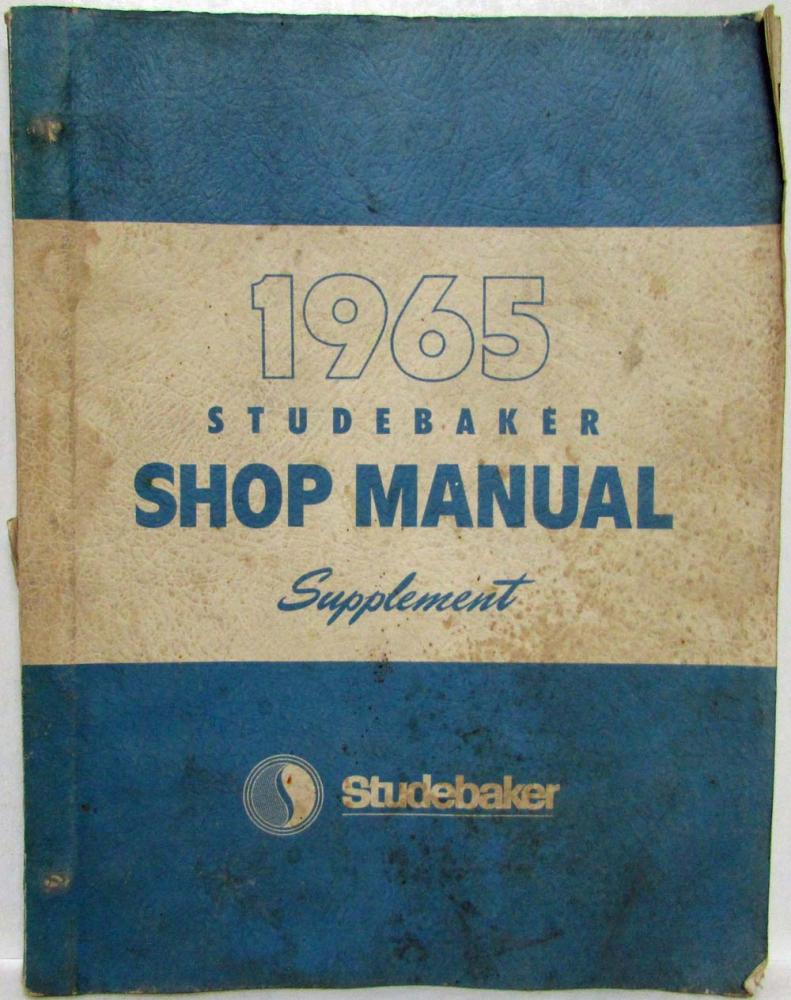 1965
STUDEBAKER
SHOP MANUAL
Supplement
Studebaker